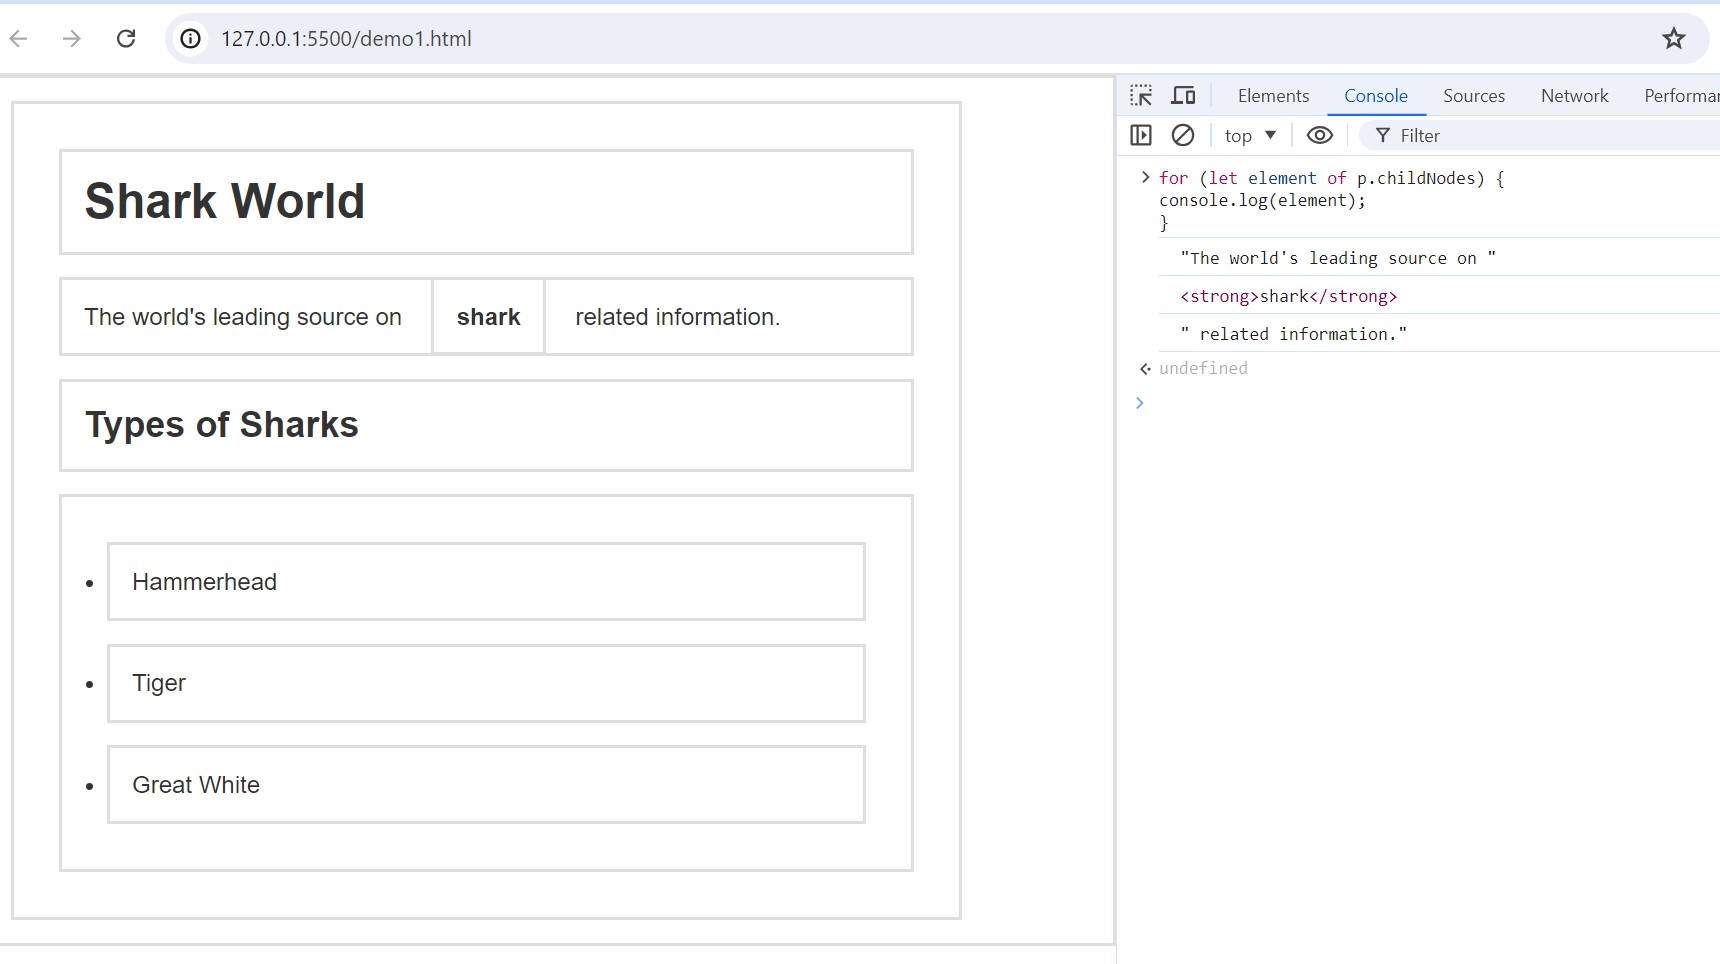 127.0.0.1:5500/demo1.html
Shark World
The world's leading source on shark related information.
Types of Sharks
Hammerhead
Tiger
Great White
Elements Console Sources Network
top Filter
for (let element of p.childNodes) {
console.log(element);
}
"The world's leading source on "
<strong>shark</strong>
" related information."
undefined